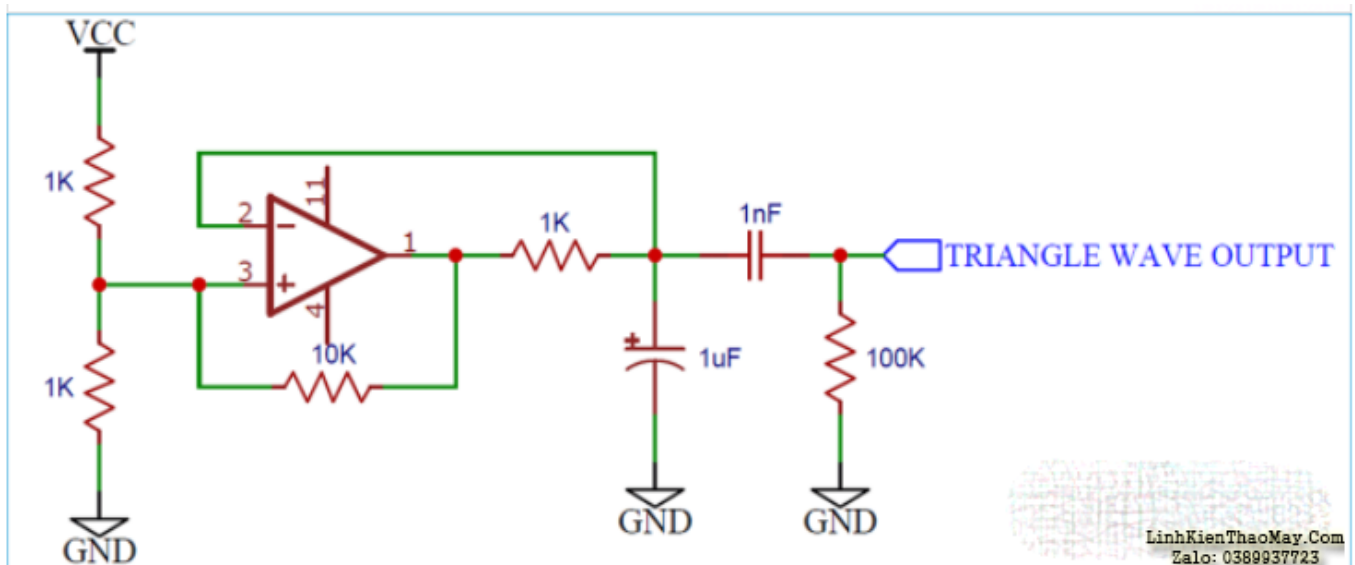 VCC
1K
2
11
1
1K
1nF
TRIANGLE WAVE OUTPUT
3
4
10K
1K
1uF
100K
GND
GND
GND
LinhKienThaoMay.Com
Zalo: 0389937723